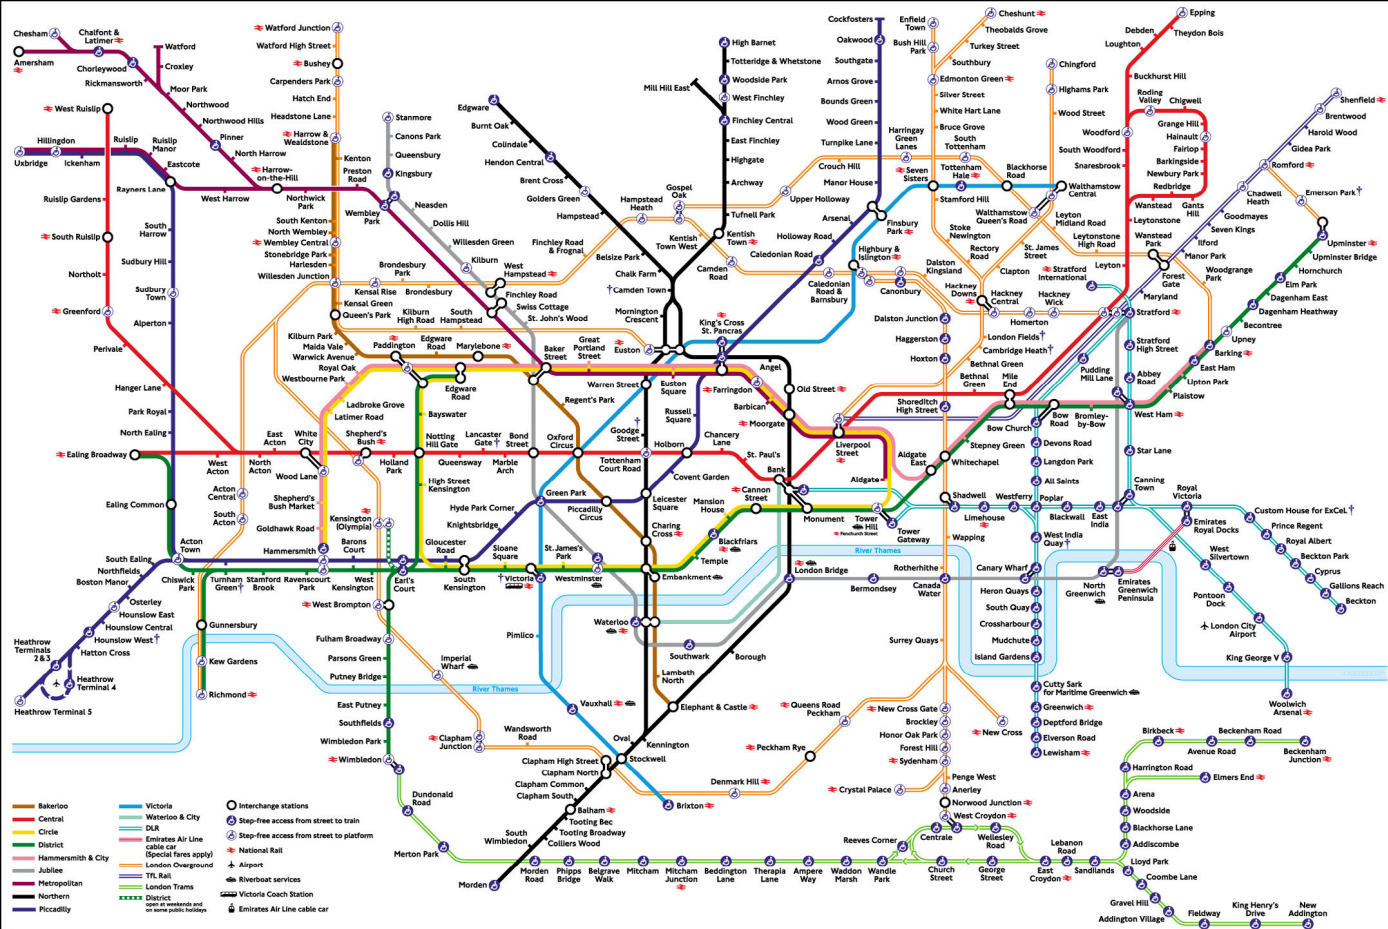 Chesham
Chalfont &
Latimer
Watford
Amersham
Croxley
Chorleywood
Rickmansworth
Moor Park
Northwood
Northwood Hills
Pinner
North Harrow
Harrow-
on-the-Hill
West Ruislip
Hillingdon
Ruislip
Ruislip
Manor
Eastcote
Uxbridge
Ickenham
Rayners Lane
West Harrow
Northwick
Park
Preston
Road
Wembley
Park
Ruislip Gardens
South Ruislip
Northolt
Greenford
Perivale
Hanger Lane
Park Royal
North Ealing
Ealing Broadway
Ealing Common
South
Harrow
Sudbury Hill
Sudbury
Town
Alperton
Watford Junction
Watford High Street
Bushey
Carpenders Park
Hatch End
Headstone Lane
Harrow &
Wealdstone
Kenton
South Kenton
North Wembley
Wembley Central
Stonebridge Park
Harlesden
Willesden Junction
Kensal Green
Queen's Park
Kilburn Park
Maida Vale
Warwick Avenue
Royal Oak
Westbourne Park
Ladbroke Grove
Latimer Road
Stanmore
Canons Park
Queensbury
Kingsbury
Neasden
Dollis Hill
Willesden Green
Kilburn
West
Hampstead
Finchley Road
Swiss Cottage
St. John's Wood
Finchley Road
& Frognal
Brondesbury
Park
Kensal Rise
Brondesbury
Kilburn
High Road
South
Hampstead
Edgware
Burnt Oak
Colindale
Hendon Central
Brent Cross
Golders Green
Hampstead
Belsize Park
Chalk Farm
Camden Town
Mornington
Crescent
Euston
High Barnet
Totteridge & Whetstone
Woodside Park
Mill Hill East
West Finchley
Finchley Central
East Finchley
Highgate
Archway
Tufnell Park
Kentish
Town
Kentish
Town West
Gospel
Oak
Hampstead
Heath
Camden
Road
Cockfosters
Oakwood
Southgate
Arnos Grove
Bounds Green
Wood Green
Turnpike Lane
Harringay
Green
Lanes
Crouch Hill
Manor House
Upper Holloway
Arsenal
Finsbury
Park
Holloway Road
Caledonian Road
Highbury &
Islington
Caledonian
Road &
Barnsbury
Canonbury
Enfield
Town
Bush Hill
Park
Cheshunt
Theobalds Grove
Turkey Street
Southbury
Edmonton Green
Silver Street
White Hart Lane
Bruce Grove
South
Tottenham
Seven
Sisters
Tottenham
Hale
Stamford Hill
Blackhorse
Road
Stoke
Newington
Rectory
Road
Dalston
Kingsland
Hackney
Downs
Hackney
Central
Clapton
St. James
Street
Hackney
Wick
Homerton
Chingford
Highams Park
Wood Street
Walthamstow
Central
Walthamstow
Queen's Road
Leyton
Midland Road
Leytonstone
High Road
Stratford
International
Epping
Debden
Theydon Bois
Loughton
Buckhurst Hill
Roding
Valley
Chigwell
Grange Hill
Hainault
Fairlop
Barkingside
Newbury Park
Redbridge
Gants
Hill
Wanstead
Woodford
South Woodford
Snaresbrook
Leytonstone
Wanstead
Park
Leyton
Forest
Gate
Maryland
Stratford
Shenfield
Brentwood
Harold Wood
Gidea Park
Romford
Emerson Park
Chadwell
Heath
Goodmayes
Seven Kings
Ilford
Manor Park
Woodgrange
Park
Upminster
Upminster Bridge
Hornchurch
Elm Park
Dagenham East
Dagenham Heathway
Becontree
Upney
Barking
East Ham
Upton Park
Plaistow
West Ham
Stratford
High Street
Abbey
Road
Pudding
Mill Lane
Dalston Junction
Haggerston
Hoxton
Shoreditch
High Street
London Fields
Cambridge Heath
Bethnal Green
Bethnal
Green
Mile
End
Bow
Road
Bromley-
by-Bow
Bow Church
Stepney Green
Whitechapel
Devons Road
Langdon Park
All Saints
Star Lane
Canning
Town
Paddington
Edgware
Road
Marylebone
Baker
Street
Great
Portland
Street
King's Cross
St. Pancras
Edgware
Road
Warren Street
Euston
Square
Farringdon
Barbican
Moorgate
Angel
Old Street
Liverpool
Street
Regent's Park
Goodge
Street
Russell
Square
Bayswater
Notting
Hill Gate
Lancaster
Gate
Bond
Street
Oxford
Circus
Tottenham
Court Road
Holborn
Chancery
Lane
St. Paul's
Bank
Queensway
Marble
Arch
Covent Garden
Aldgate
East
Aldgate
East
Acton
White
City
Shepherd's
Bush
Holland
Park
West
Acton
North
Acton
Wood Lane
Acton
Central
South
Acton
Shepherd's
Bush Market
Goldhawk Road
Hammersmith
High Street
Kensington
Kensington
(Olympia)
Green Park
Hyde Park Corner
Knightsbridge
Piccadilly
Circus
Leicester
Square
Charing
Cross
Mansion
House
Cannon
Street
Monument
Blackfriars
Temple
Tower
Hill
Fenchurch Street
Tower
Gateway
Shadwell
Limehouse
Westferry
Poplar
Blackwall
East
India
Royal
Victoria
Emirates
Royal Docks
Custom House for ExCeL
Prince Regent
Royal Albert
Beckton Park
Cyprus
Gallions Reach
Beckton
South Ealing
Northfields
Boston Manor
Osterley
Hounslow East
Hounslow Central
Hounslow West
Hatton Cross
Heathrow
Terminals
2 & 3
Heathrow
Terminal 4
Heathrow Terminal 5
Acton
Town
Chiswick
Park
Turnham
Green
Stamford
Brook
Ravenscourt
Park
Barons
Court
West
Kensington
Earl's
Court
Gloucester
Road
South
Kensington
Sloane
Square
Victoria
St. James's
Park
Westminster
Embankment
Gunnersbury
Kew Gardens
Richmond
West Brompton
Fulham Broadway
Parsons Green
Putney Bridge
East Putney
Southfields
Wimbledon Park
Wimbledon
Imperial
Wharf
Clapham
Junction
Wandsworth
Road
Pimlico
Vauxhall
Waterloo
Southwark
Lambeth
North
Elephant & Castle
London Bridge
Borough
Bermondsey
River Thames
River Thames
Wapping
Rotherhithe
Canada
Water
Surrey Quays
West India
Quay
Canary Wharf
Heron Quays
South Quay
Crossharbour
Mudchute
Island Gardens
Cutty Sark
for Maritime Greenwich
Greenwich
Deptford Bridge
Elverson Road
Lewisham
North
Greenwich
Emirates
Greenwich
Peninsula
West
Silvertown
Pontoon
Dock
London City
Airport
King George V
Woolwich
Arsenal
Oval
Kennington
Stockwell
Clapham High Street
Clapham North
Clapham Common
Clapham South
Balham
Tooting Bec
Tooting Broadway
Colliers Wood
South
Wimbledon
Morden
Brixton
Denmark Hill
Peckham Rye
Queens Road
Peckham
New Cross Gate
New Cross
Brockley
Honor Oak Park
Forest Hill
Sydenham
Crystal Palace
Penge West
Anerley
Norwood Junction
West Croydon
Dundonald
Road
Merton Park
Morden
Road
Phipps
Bridge
Belgrave
Walk
Mitcham
Mitcham
Junction
Beddington
Lane
Therapia
Lane
Ampere
Way
Waddon
Marsh
Wandle
Park
Reeves Corner
Centrale
Wellesley
Road
Church
Street
George
Street
East
Croydon
Lebanon
Road
Sandilands
Birkbeck
Beckenham Road
Avenue Road
Beckenham
Junction
Harrington Road
Elmers End
Arena
Woodside
Blackhorse Lane
Addiscombe
Lloyd Park
Coombe Lane
Gravel Hill
Addington Village
Fieldway
King Henry's
Drive
New
Addington
Bakerloo
Central
Circle
District
Hammersmith & City
Jubilee
Metropolitan
Northern
Piccadilly
Victoria
Waterloo & City
DLR
Emirates Air Line
cable car
(Special fares apply)
London Overground
TfL Rail
London Trams
District
open at weekends and
on some public holidays
Interchange stations
Step-free access from street to train
Step-free access from street to platform
National Rail
Airport
Riverboat services
Victoria Coach Station
Emirates Air Line cable car